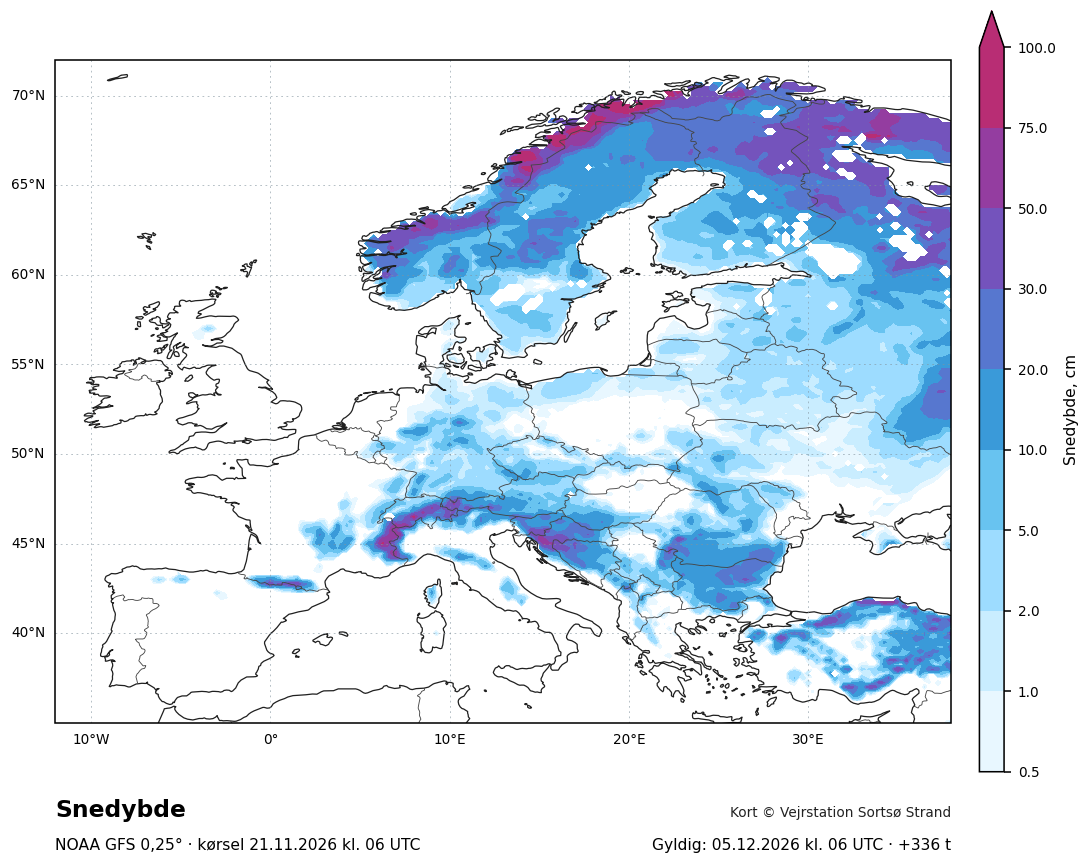 100.0
70°N
75.0
65°N
50.0
60°N
30.0
55°N
20.0
Snedybde, cm
50°N
10.0
5.0
45°N
2.0
40°N
1.0
10°W 0° 10°E 20°E 30°E
0.5
Snedybde
Kort © Vejrstation Sortsø Strand
NOAA GFS 0,25° · kørsel 21.11.2026 kl. 06 UTC
Gyldig: 05.12.2026 kl. 06 UTC · +336 t